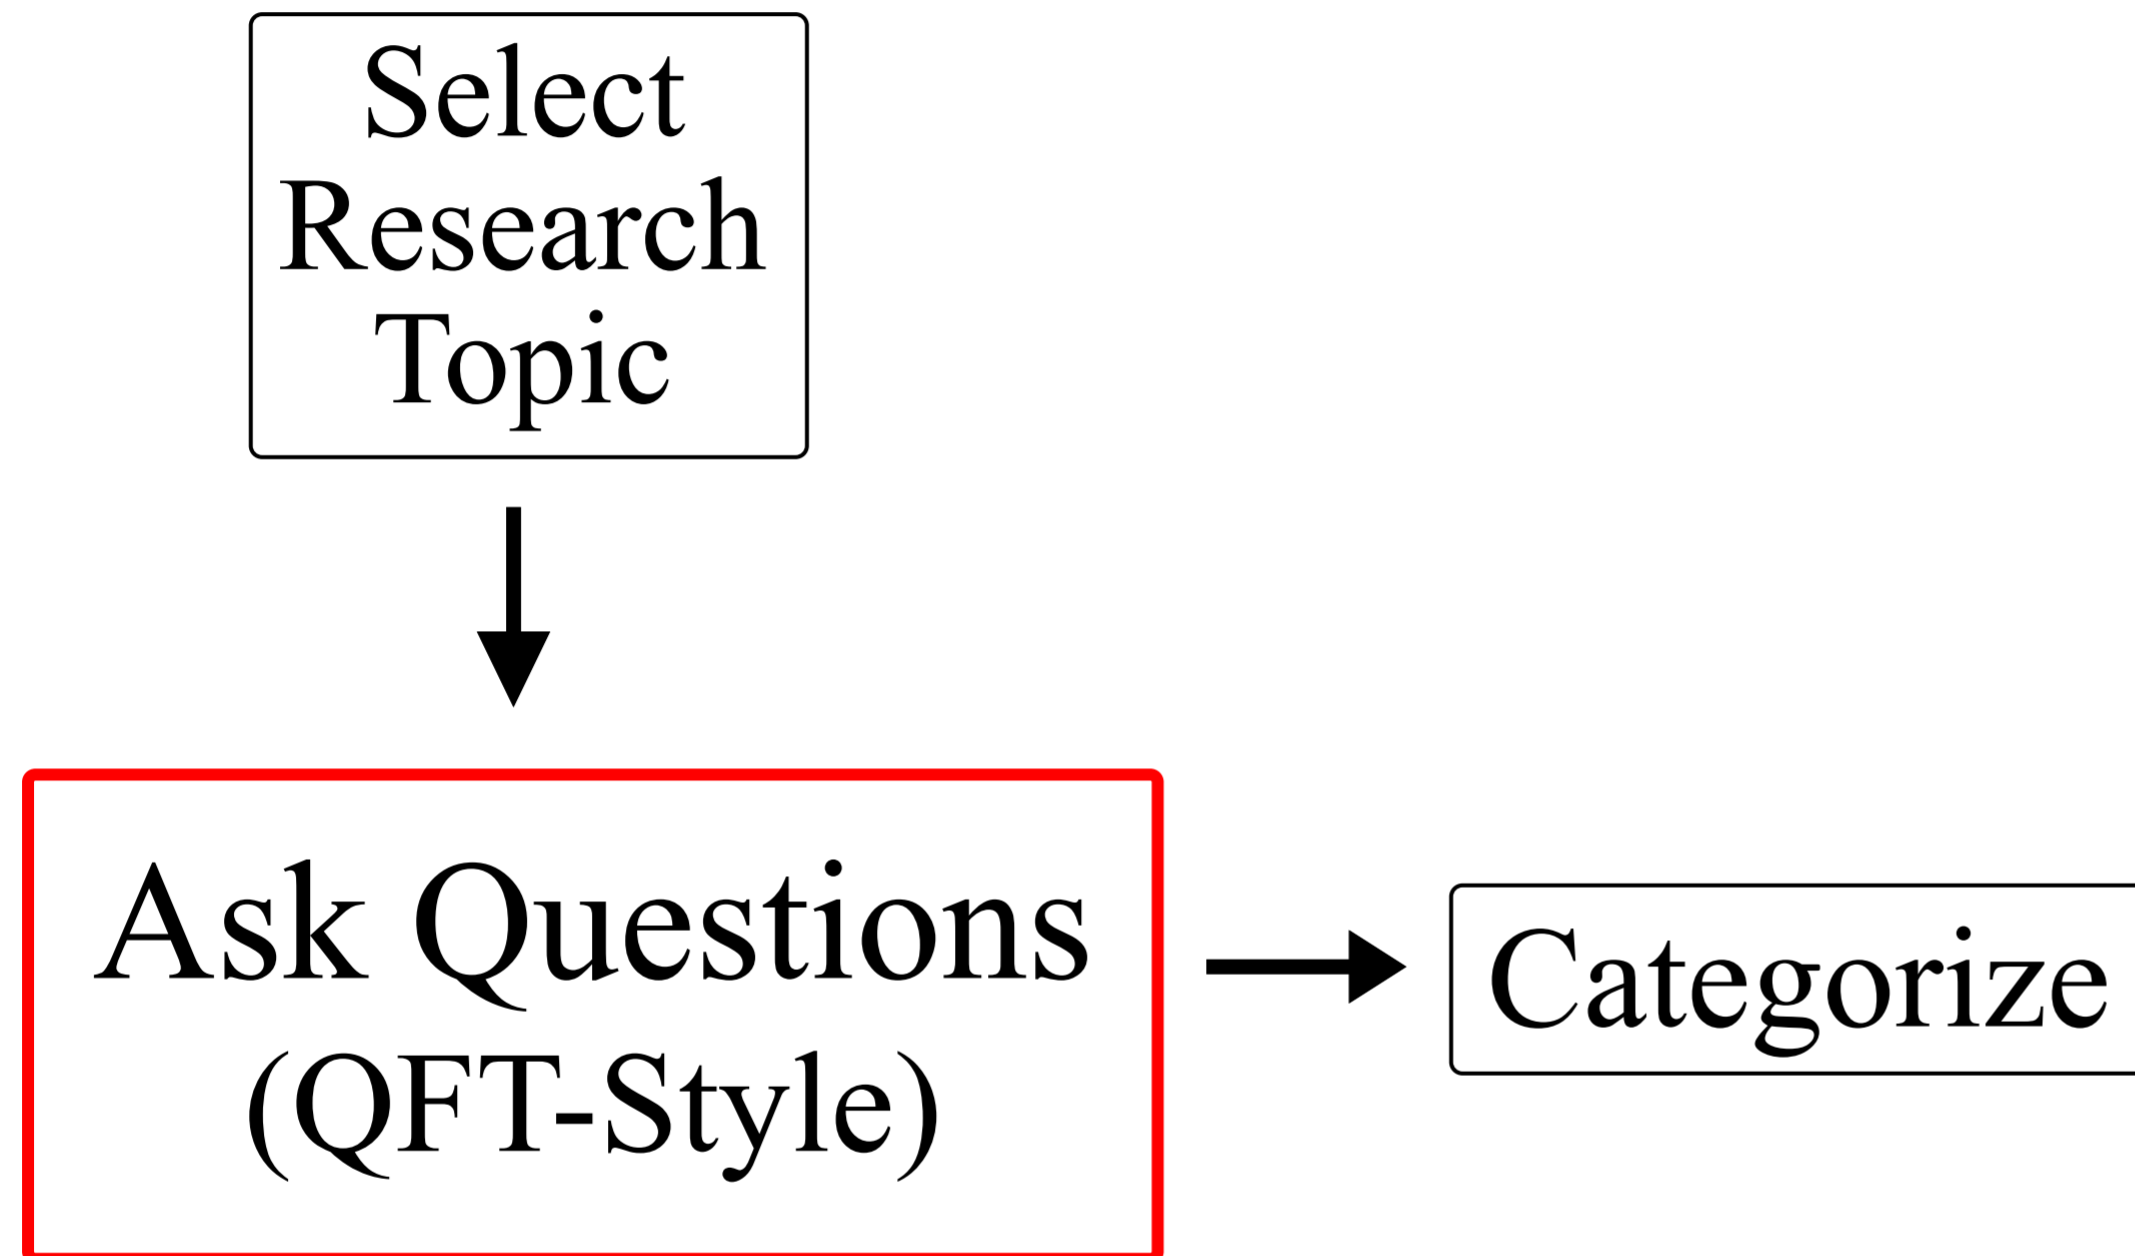 Select
Research
Topic
Ask Questions
(QFT-Style)
Categorize